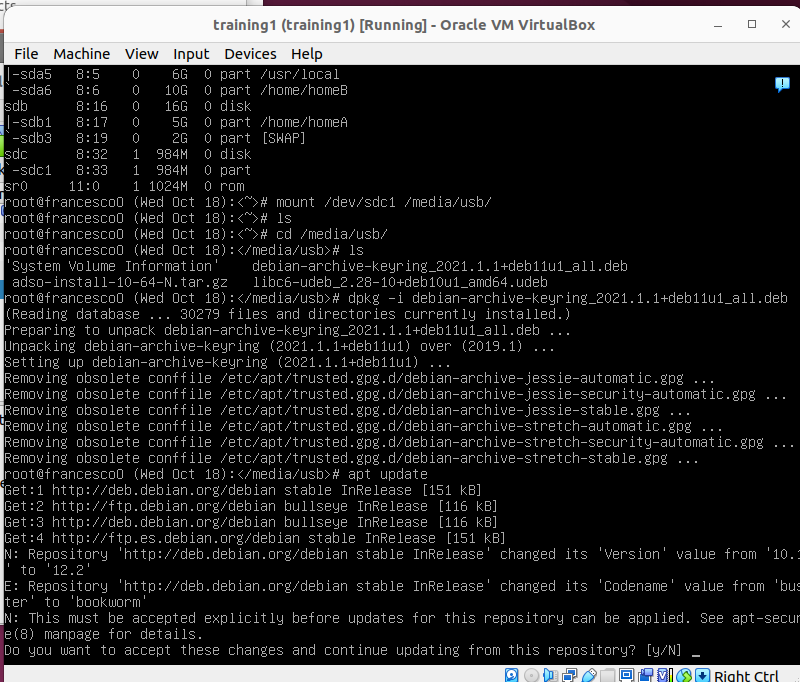 training1 (training1) [Running] - Oracle VM VirtualBox
File Machine View Input Devices Help
|-sda5 8:5 0 6G 0 part /usr/local
`-sda6 8:6 0 10G 0 part /home/homeB
sdb 8:16 0 16G 0 disk
|-sdb1 8:17 0 5G 0 part /home/homeA
`-sdb3 8:19 0 2G 0 part [SWAP]
sdc 8:32 1 984M 0 disk
`-sdc1 8:33 1 984M 0 part
sr0 11:0 1 1024M 0 rom
root@francesco0 (Wed Oct 18):<~># mount /dev/sdc1 /media/usb/
root@francesco0 (Wed Oct 18):<~># ls
root@francesco0 (Wed Oct 18):<~># cd /media/usb/
root@francesco0 (Wed Oct 18):</media/usb># ls
'System Volume Information' debian-archive-keyring_2021.1.1+deb11u1_all.deb
adso-install-10-64-N.tar.gz libc6-udeb_2.28-10+deb10u1_amd64.udeb
root@francesco0 (Wed Oct 18):</media/usb># dpkg -i debian-archive-keyring_2021.1.1+deb11u1_all.deb
(Reading database ... 30279 files and directories currently installed.)
Preparing to unpack debian-archive-keyring_2021.1.1+deb11u1_all.deb ...
Unpacking debian-archive-keyring (2021.1.1+deb11u1) over (2019.1) ...
Setting up debian-archive-keyring (2021.1.1+deb11u1) ...
Removing obsolete conffile /etc/apt/trusted.gpg.d/debian-archive-jessie-automatic.gpg ...
Removing obsolete conffile /etc/apt/trusted.gpg.d/debian-archive-jessie-security-automatic.gpg ...
Removing obsolete conffile /etc/apt/trusted.gpg.d/debian-archive-jessie-stable.gpg ...
Removing obsolete conffile /etc/apt/trusted.gpg.d/debian-archive-stretch-automatic.gpg ...
Removing obsolete conffile /etc/apt/trusted.gpg.d/debian-archive-stretch-security-automatic.gpg ...
Removing obsolete conffile /etc/apt/trusted.gpg.d/debian-archive-stretch-stable.gpg ...
root@francesco0 (Wed Oct 18):</media/usb># apt update
Get:1 http://deb.debian.org/debian stable InRelease [151 kB]
Get:2 http://ftp.debian.org/debian bullseye InRelease [116 kB]
Get:3 http://deb.debian.org/debian bullseye InRelease [116 kB]
Get:4 http://ftp.es.debian.org/debian stable InRelease [151 kB]
N: Repository 'http://deb.debian.org/debian stable InRelease' changed its 'Version' value from '10.1
' to '12.2'
E: Repository 'http://deb.debian.org/debian stable InRelease' changed its 'Codename' value from 'bus
ter' to 'bookworm'
N: This must be accepted explicitly before updates for this repository can be applied. See apt-secur
e(8) manpage for details.
Do you want to accept these changes and continue updating from this repository? [y/N] _
Right Ctrl